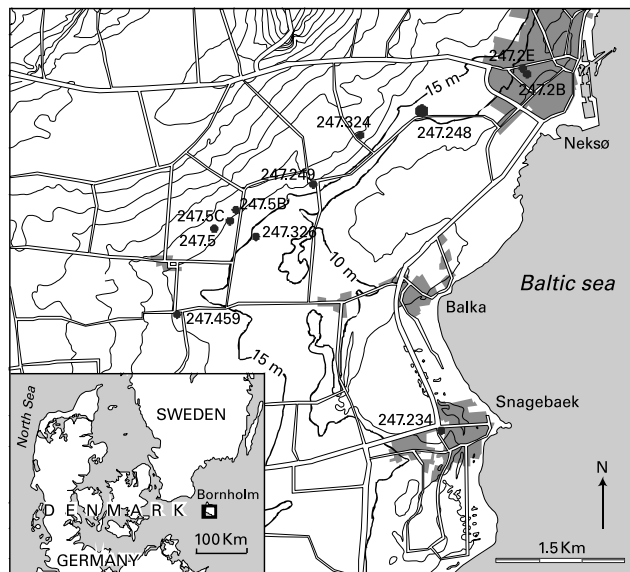 247.2E
15 m
247.2B
247.324
247.248
Neksø
247.249
247.5B
247.5C
247.5
247.326
10 m
Baltic sea
Balka
247.459
15 m
Snagebaek
247.234
North Sea
SWEDEN
Bornholm
DENMARK
100 Km
GERMANY
N
1.5 Km